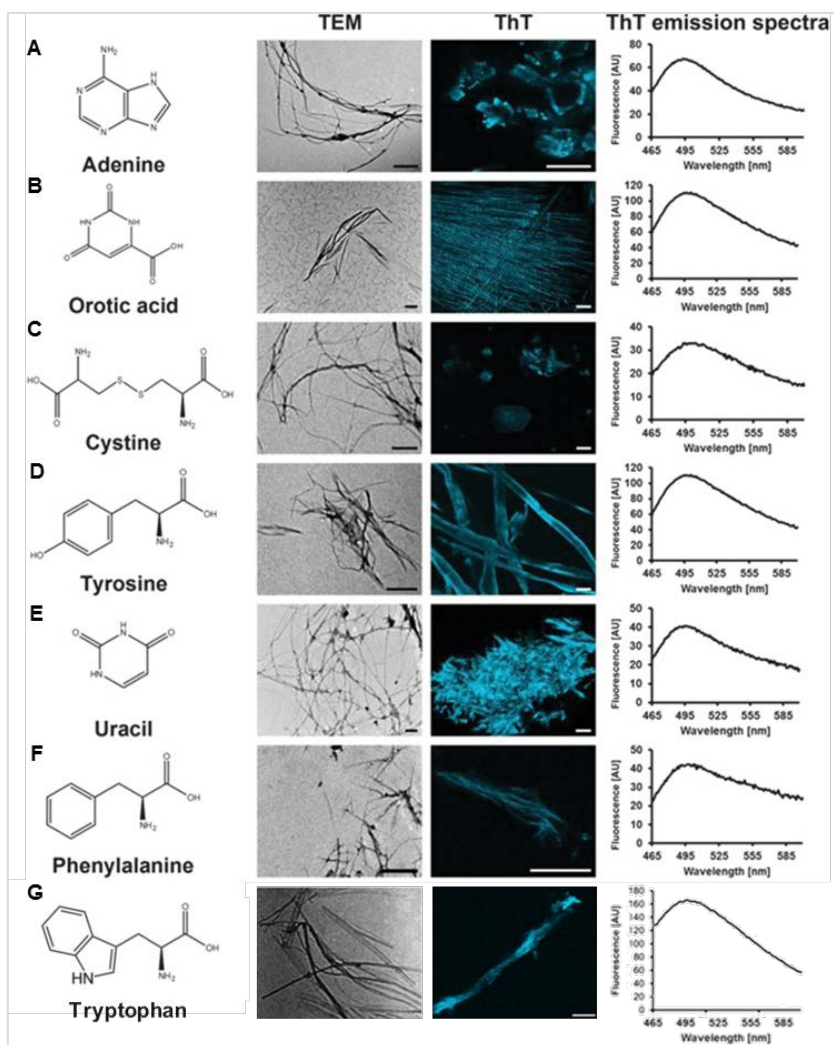 TEM ThT ThT emission spectra
A
NH₂
N
H
N
N
N
Adenine
Fluorescence [AU]
80
60
40
20
0
465 495 525 555 585
Wavelength [nm]
B
O
HN
NH
O
OH
O
Orotic acid
Fluorescence [AU]
120
100
80
60
40
20
0
465 495 525 555 585
Wavelength [nm]
C
NH₂
O
HO
S
S
OH
O
NH₂
Cystine
Fluorescence [AU]
40
30
20
10
0
465 495 525 555 585
Wavelength [nm]
D
O
OH
NH₂
HO
Tyrosine
Fluorescence [AU]
120
100
80
60
40
20
0
465 495 525 555 585
Wavelength [nm]
E
H
N
O
O
HN
Uracil
Fluorescence [AU]
50
40
30
20
10
0
465 495 525 555 585
Wavelength [nm]
F
O
OH
NH₂
Phenylalanine
Fluorescence [AU]
50
40
30
20
10
0
465 495 525 555 585
Wavelength [nm]
G
O
OH
NH₂
HN
Tryptophan
Fluorescence [AU]
180
160
140
120
100
80
60
40
20
0
465 495 525 555 585
Wavelength [nm]